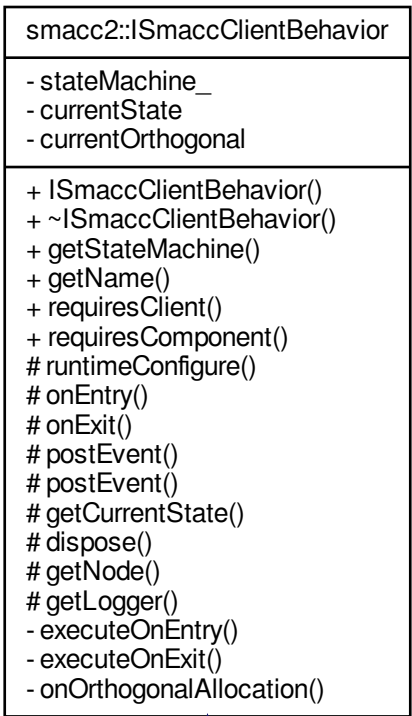 smacc2::ISmaccClientBehavior
- stateMachine_
- currentState
- currentOrthogonal
+ ISmaccClientBehavior()
+ ~ISmaccClientBehavior()
+ getStateMachine()
+ getName()
+ requiresClient()
+ requiresComponent()
# runtimeConfigure()
# onEntry()
# onExit()
# postEvent()
# postEvent()
# getCurrentState()
# dispose()
# getNode()
# getLogger()
- executeOnEntry()
- executeOnExit()
- onOrthogonalAllocation()